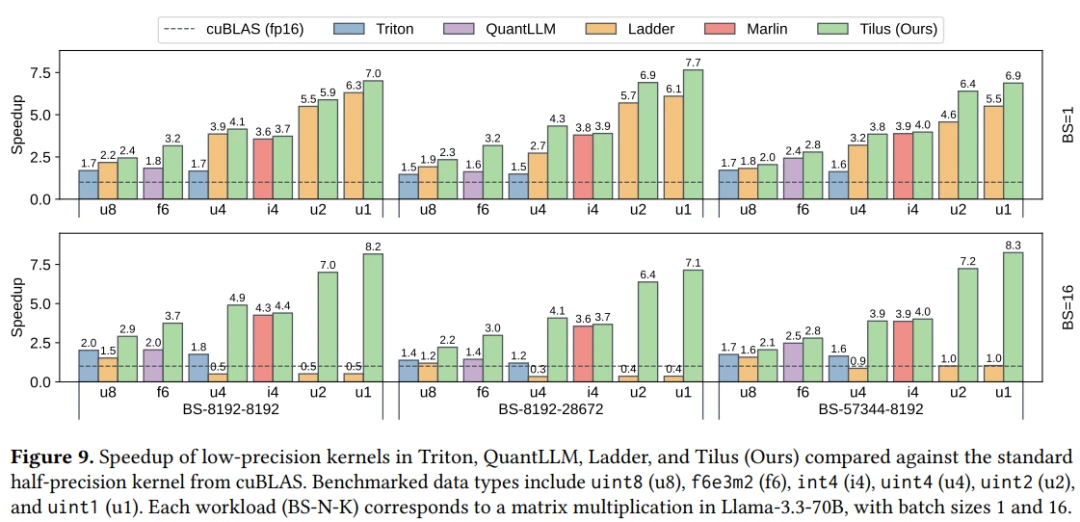 cuBLAS (fp16) Triton QuantLLM Ladder Marlin Tilus (Ours)
Speedup
7.5
5.0
2.5
0.0
1.7 2.2 2.4 1.8 3.2 1.7 3.9 4.1 3.6 3.7 5.5 5.9 6.3 7.0
1.5 1.9 2.3 1.6 3.2 1.5 2.7 4.3 3.8 3.9 5.7 6.9 6.1 7.7
1.7 1.8 2.0 2.4 2.8 1.6 3.2 3.8 3.9 4.0 4.6 6.4 5.5 6.9
BS=1
u8 f6 u4 i4 u2 u1 u8 f6 u4 i4 u2 u1 u8 f6 u4 i4 u2 u1
Speedup
7.5
5.0
2.5
0.0
2.0 1.5 2.9 2.0 3.7 1.8 0.5 4.9 4.3 4.4 0.5 7.0 0.5 8.2
1.4 1.2 2.2 1.4 3.0 1.2 0.3 4.1 3.6 3.7 0.4 6.4 0.4 7.1
1.7 1.6 2.1 2.5 2.8 1.6 0.9 3.9 3.9 4.0 1.0 7.2 1.0 8.3
BS=16
u8 f6 u4 i4 u2 u1 u8 f6 u4 i4 u2 u1 u8 f6 u4 i4 u2 u1
BS-8192-8192 BS-8192-28672 BS-57344-8192
Figure 9. Speedup of low-precision kernels in Triton, QuantLLM, Ladder, and Tilus (Ours) compared against the standard
half-precision kernel from cuBLAS. Benchmarked data types include uint8 (u8), f6e3m2 (f6), int4 (i4), uint4 (u4), uint2 (u2),
and uint1 (u1). Each workload (BS-N-K) corresponds to a matrix multiplication in Llama-3.3-70B, with batch sizes 1 and 16.